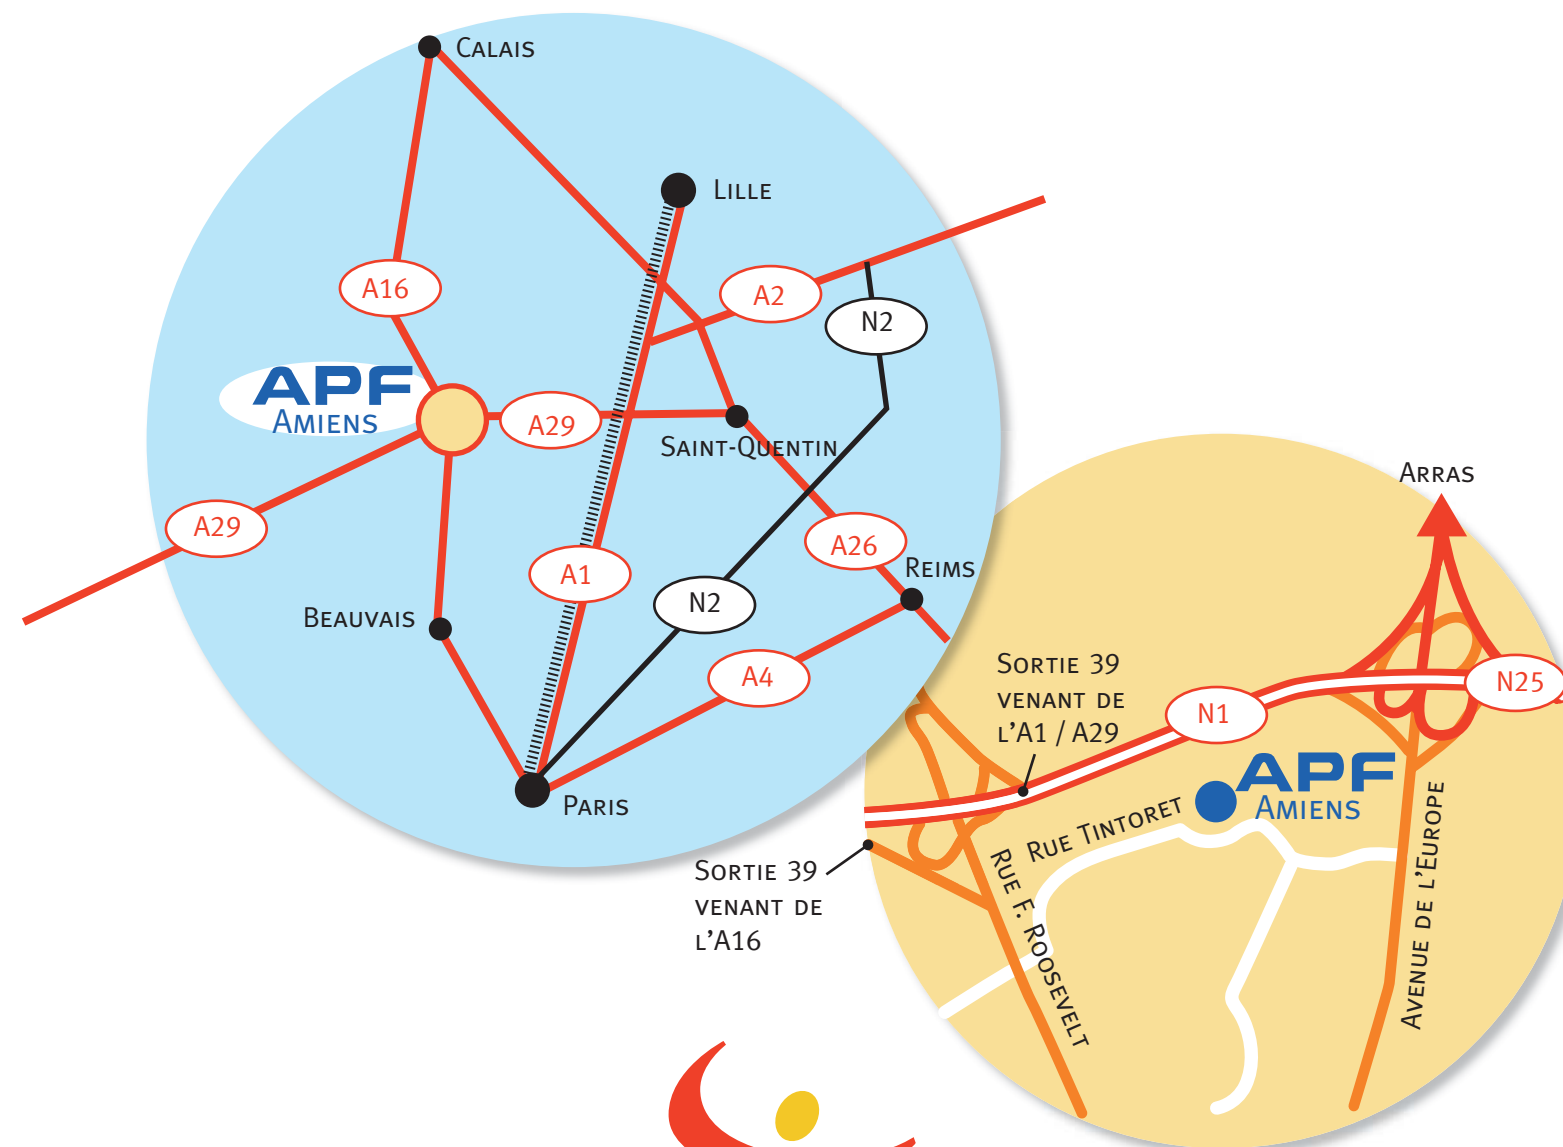 CALAIS
LILLE
A16
A2
N2
APF
AMIENS
A29
SAINT-QUENTIN
A29
A26
A1
REIMS
N2
BEAUVAIS
A4
PARIS
ARRAS
SORTIE 39
VENANT DE
L'A1 / A29
N25
N1
APF
AMIENS
RUE TINTORET
RUE F. ROOSEVELT
AVENUE DE L'EUROPE
SORTIE 39
VENANT DE
L'A16